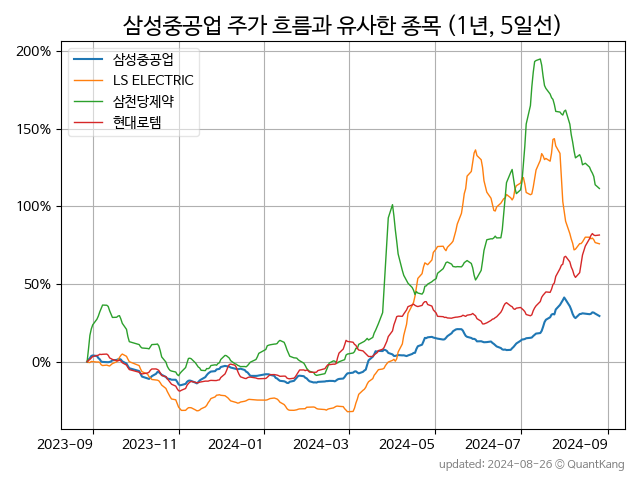 삼성중공업 주가 흐름과 유사한 종목 (1년, 5일선)
200%
150%
100%
50%
0%
삼성중공업
LS ELECTRIC
삼천당제약
현대로템
2023-09
2023-11
2024-01
2024-03
2024-05
2024-07
2024-09
updated: 2024-08-26 © QuantKang